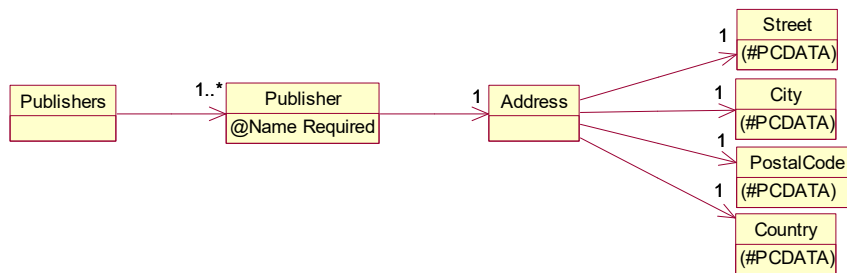 Publishers
1..*
Publisher
@Name Required
1
Address
1
Street
(#PCDATA)
1
City
(#PCDATA)
1
PostalCode
(#PCDATA)
1
Country
(#PCDATA)